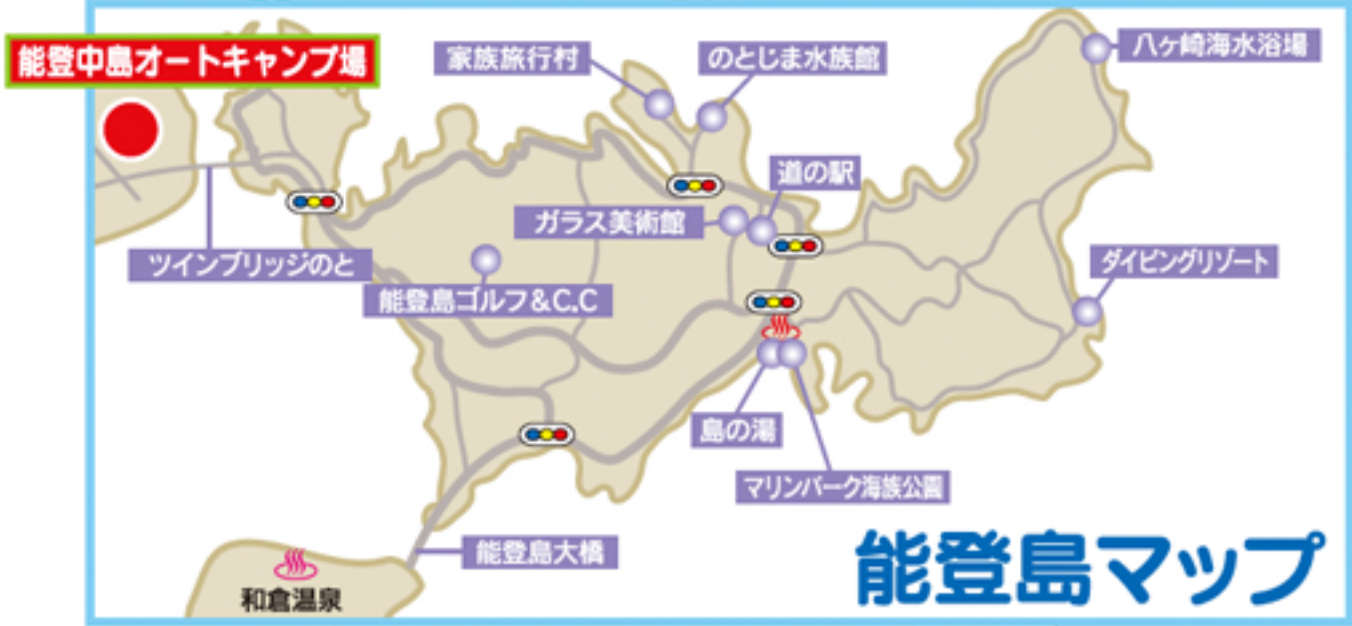 能登中島オートキャンプ場
家族旅行村
のとじま水族館
八ヶ崎海水浴場
道の駅
ガラス美術館
ツインブリッジのと
能登島ゴルフ&C.C
ダイビングリゾート
島の湯
マリンパーク海族公園
能登島大橋
和倉温泉
能登島マップ